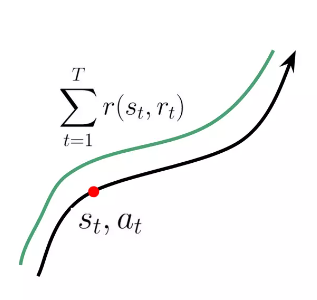 \sum_{t=1}^{T} r(s_t, r_t)
s_t, a_t